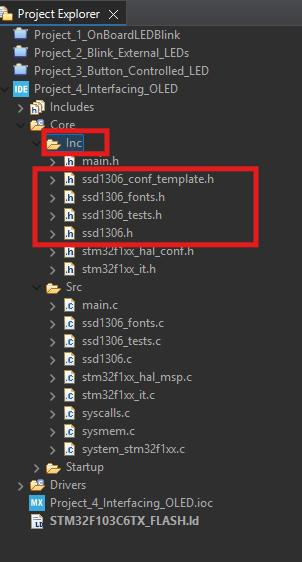 Project Explorer
Project_1_OnBoardLEDBlink
Project_2_Blink_External_LEDs
Project_3_Button_Controlled_LED
IDE Project_4_Interfacing_OLED
Includes
Core
Inc
.h main.h
.h ssd1306_conf_template.h
.h ssd1306_fonts.h
.h ssd1306_tests.h
.h ssd1306.h
.h stm32f1xx_hal_conf.h
.h stm32f1xx_it.h
Src
.c main.c
.c ssd1306_fonts.c
.c ssd1306_tests.c
.c ssd1306.c
.c stm32f1xx_hal_msp.c
.c stm32f1xx_it.c
.c syscalls.c
.c sysmem.c
.c system_stm32f1xx.c
Startup
Drivers
MX Project_4_Interfacing_OLED.ioc
LD STM32F103C6TX_FLASH.ld